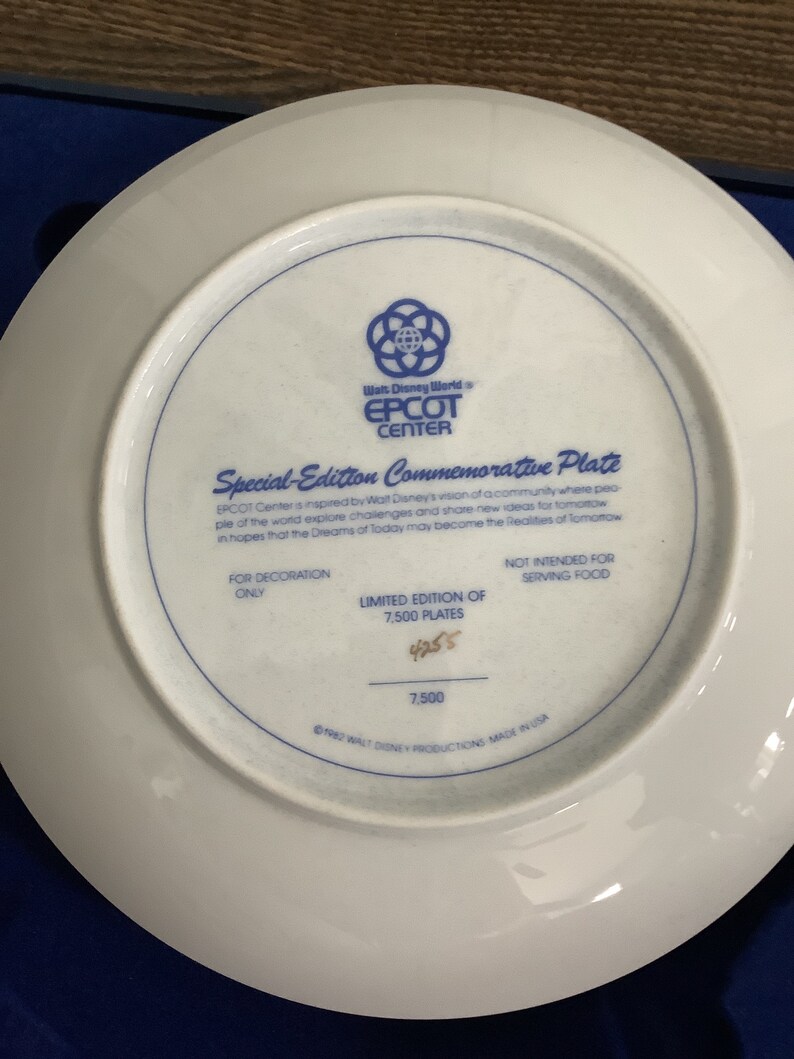 Walt Disney World ®
EPCOT
CENTER
Special-Edition Commemorative Plate
EPCOT Center is inspired by Walt Disney's vision of a community where peo-
ple of the world explore challenges and share new ideas for tomorrow
in hopes that the Dreams of Today may become the Realities of Tomorrow.
FOR DECORATION
ONLY
NOT INTENDED FOR
SERVING FOOD
LIMITED EDITION OF
7,500 PLATES
4255
7,500
©1982 WALT DISNEY PRODUCTIONS · MADE IN USA